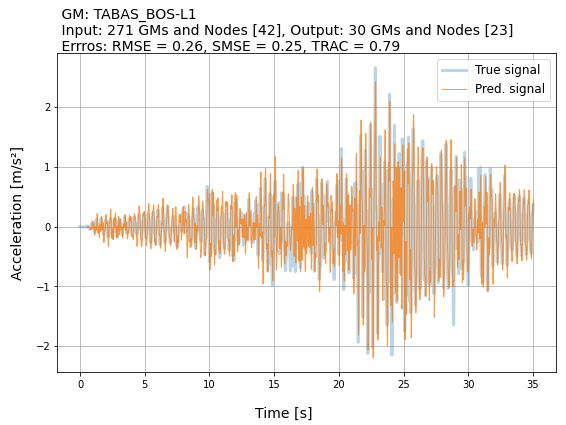 GM: TABAS_BOS-L1
Input: 271 GMs and Nodes [42], Output: 30 GMs and Nodes [23]
Errros: RMSE = 0.26, SMSE = 0.25, TRAC = 0.79
True signal
Pred. signal
2
1
0
−1
−2
Acceleration [m/s²]
0 5 10 15 20 25 30 35
Time [s]